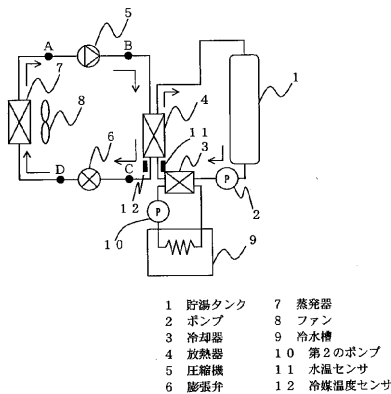 5
A
B
7
8
4
1
11
3
6
D
C
P
2
12
P
10
9
1 貯湯タンク
2 ポンプ
3 冷却器
4 放熱器
5 圧縮機
6 膨張弁
7 蒸発器
8 ファン
9 冷水槽
10 第2のポンプ
11 水温センサ
12 冷媒温度センサ